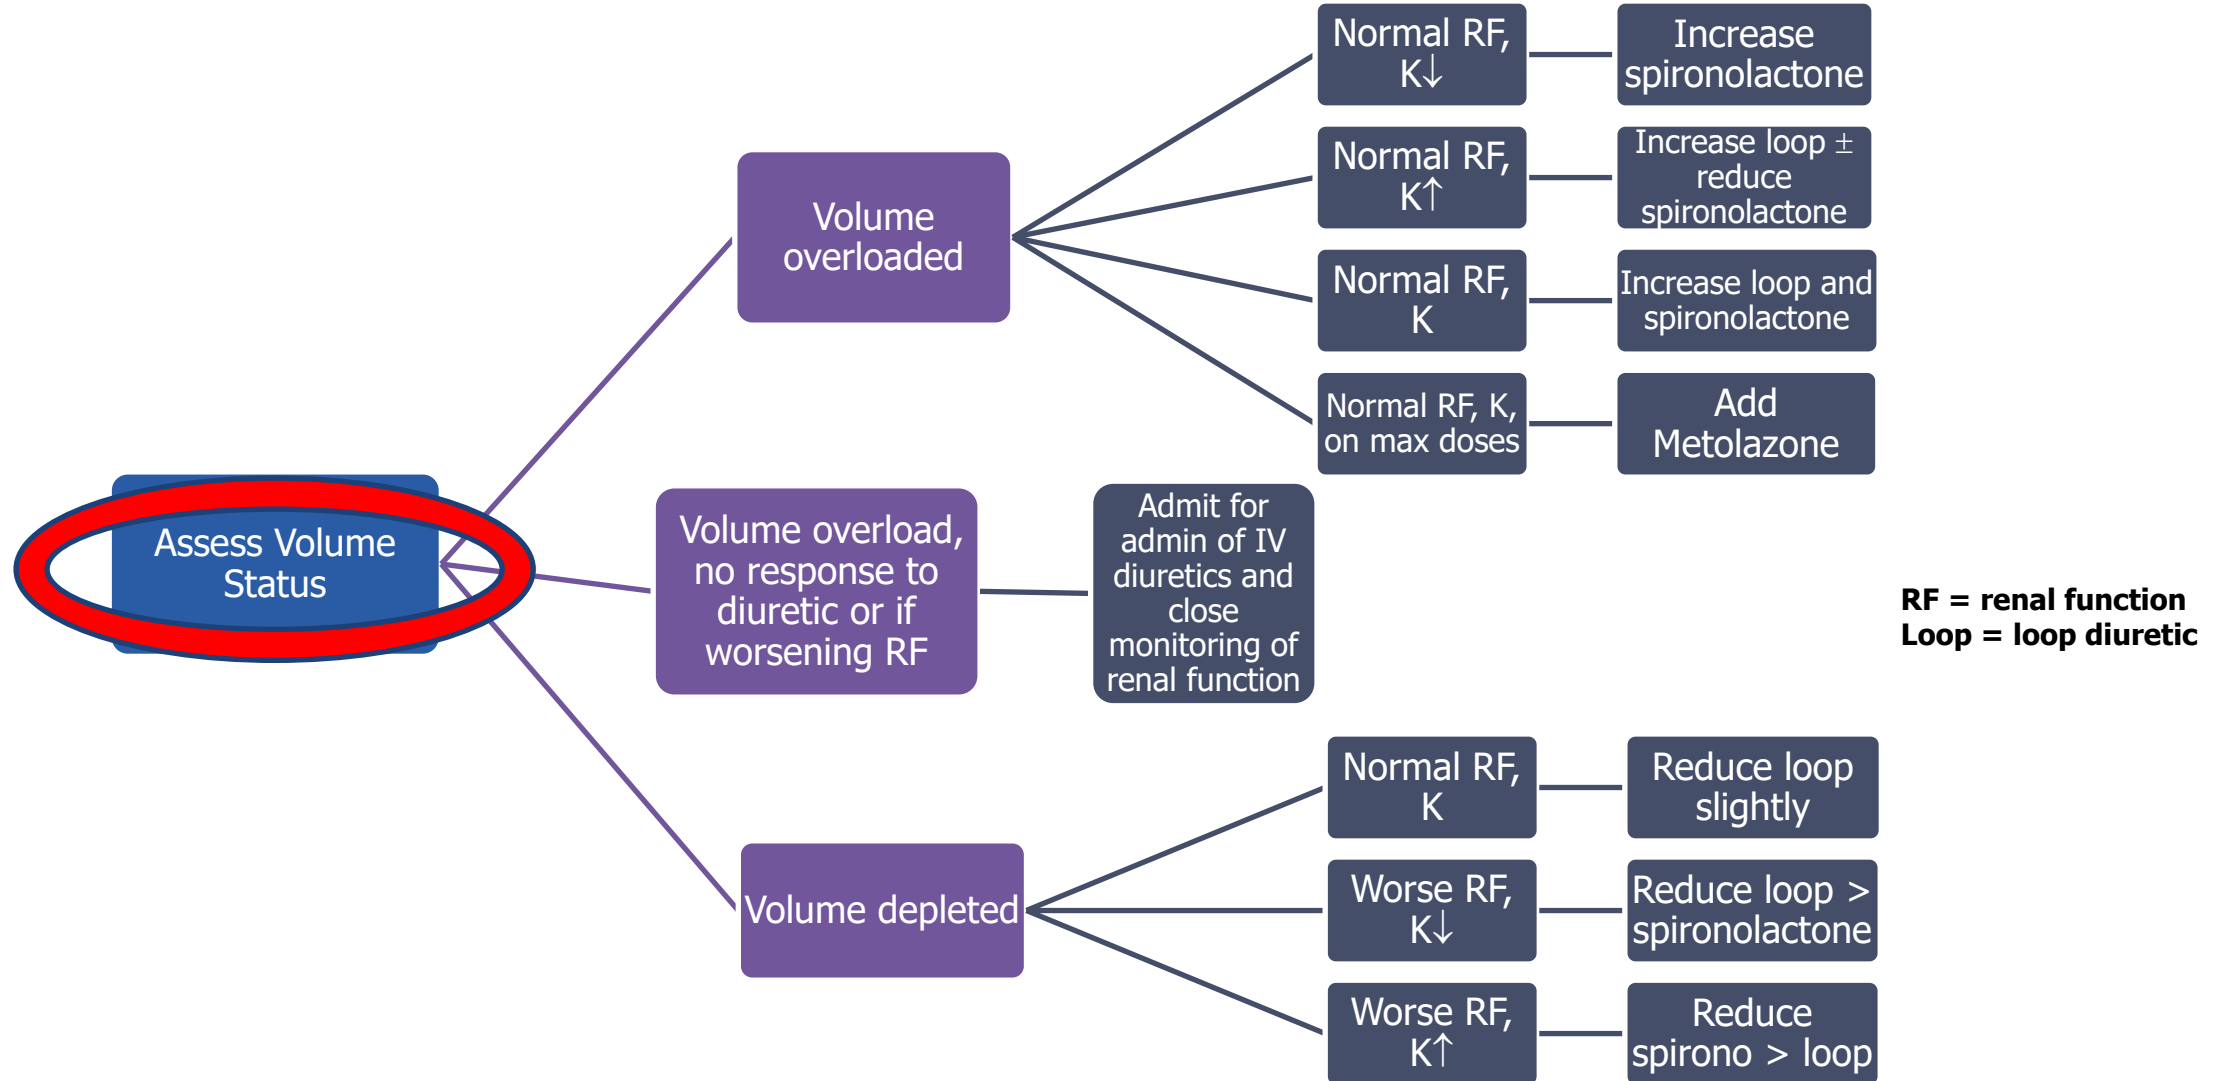 Assess Volume
Status
Volume
overloaded
Normal RF,
K↓
Increase
spironolactone
Normal RF,
K↑
Increase loop ±
reduce
spironolactone
Normal RF,
K
Increase loop and
spironolactone
Normal RF, K,
on max doses
Add
Metolazone
Volume overload,
no response to
diuretic or if
worsening RF
Admit for
admin of IV
diuretics and
close
monitoring of
renal function
Volume depleted
Normal RF,
K
Reduce loop
slightly
Worse RF,
K↓
Reduce loop >
spironolactone
Worse RF,
K↑
Reduce
spirono > loop
RF = renal function
Loop = loop diuretic